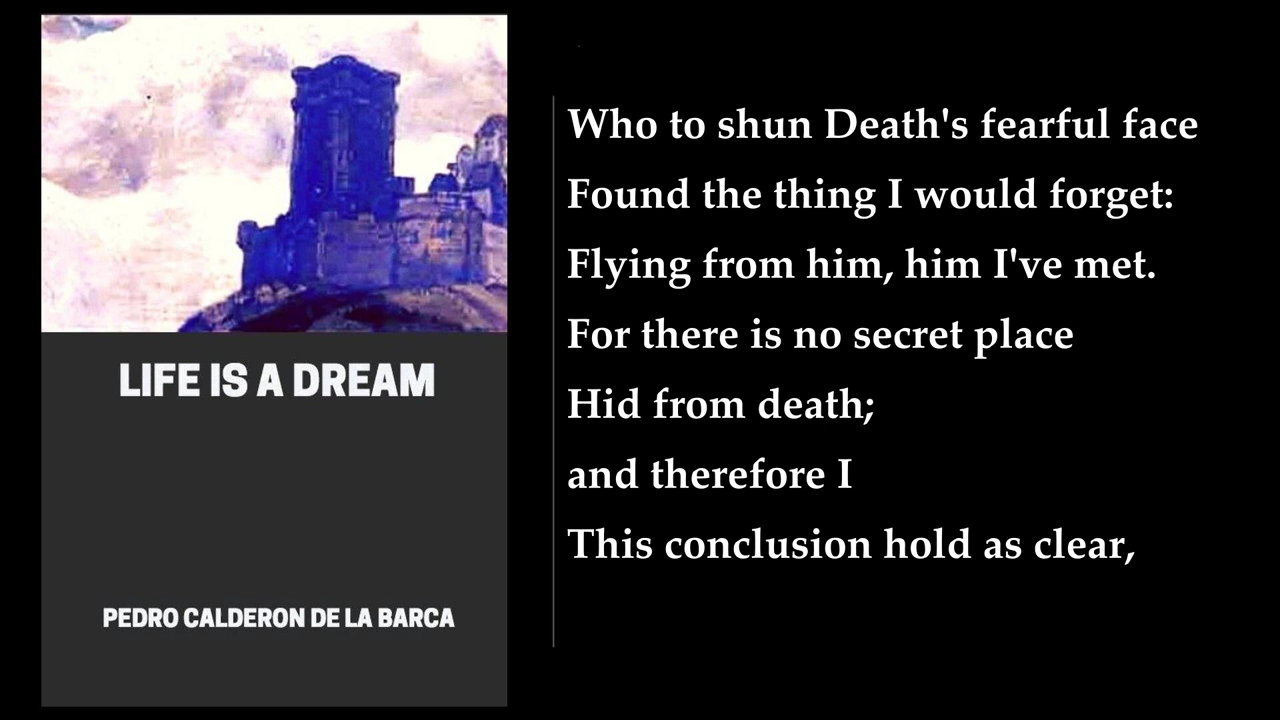 LIFE IS A DREAM
PEDRO CALDERON DE LA BARCA
Who to shun Death's fearful face
Found the thing I would forget:
Flying from him, him I've met.
For there is no secret place
Hid from death;
and therefore I
This conclusion hold as clear,